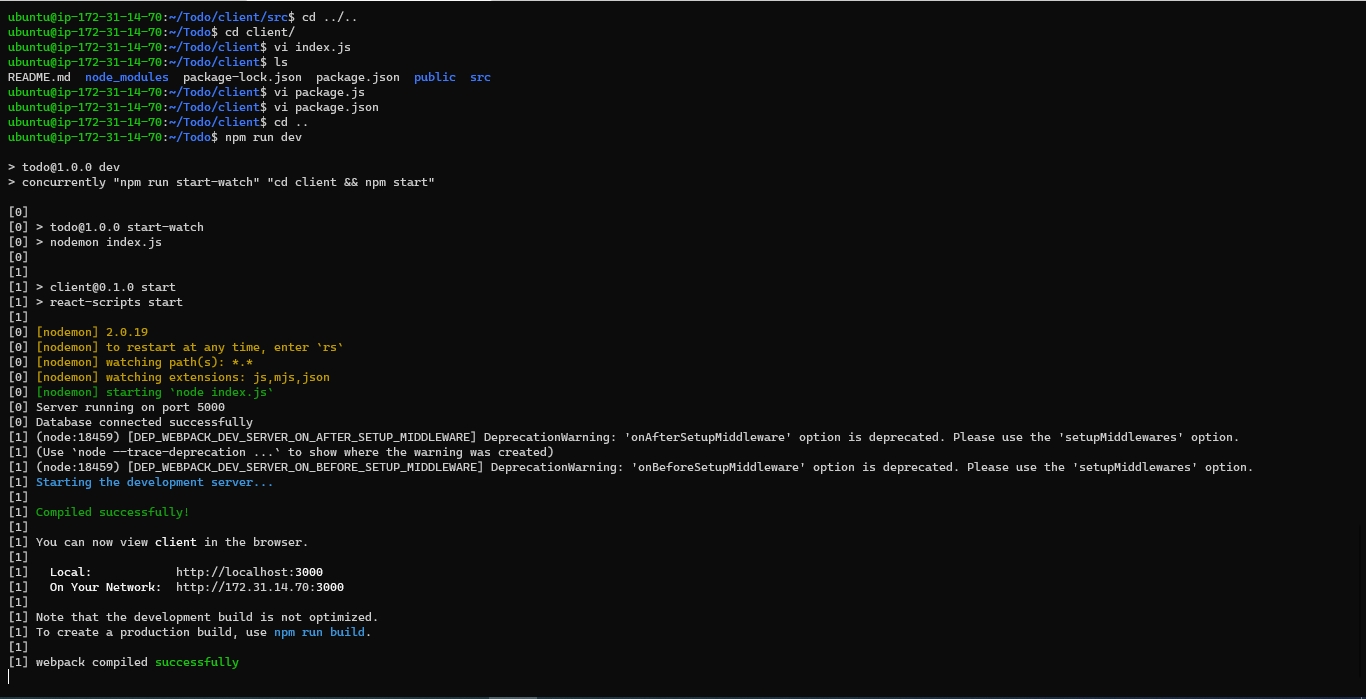 ubuntu@ip-172-31-14-70:~/Todo/client/src$ cd ../..
ubuntu@ip-172-31-14-70:~/Todo$ cd client/
ubuntu@ip-172-31-14-70:~/Todo/client$ vi index.js
ubuntu@ip-172-31-14-70:~/Todo/client$ ls
README.md  node_modules  package-lock.json  package.json  public  src
ubuntu@ip-172-31-14-70:~/Todo/client$ vi package.js
ubuntu@ip-172-31-14-70:~/Todo/client$ vi package.json
ubuntu@ip-172-31-14-70:~/Todo/client$ cd ..
ubuntu@ip-172-31-14-70:~/Todo$ npm run dev
> todo@1.0.0 dev
> concurrently "npm run start-watch" "cd client && npm start"
[0]
[0] > todo@1.0.0 start-watch
[0] > nodemon index.js
[0]
[1]
[1] > client@0.1.0 start
[1] > react-scripts start
[1]
[0] [nodemon] 2.0.19
[0] [nodemon] to restart at any time, enter `rs`
[0] [nodemon] watching path(s): *.*
[0] [nodemon] watching extensions: js,mjs,json
[0] [nodemon] starting `node index.js`
[0] Server running on port 5000
[0] Database connected successfully
[1] (node:18459) [DEP_WEBPACK_DEV_SERVER_ON_AFTER_SETUP_MIDDLEWARE] DeprecationWarning: 'onAfterSetupMiddleware' option is deprecated. Please use the 'setupMiddlewares' option.
[1] (Use `node --trace-deprecation ...` to show where the warning was created)
[1] (node:18459) [DEP_WEBPACK_DEV_SERVER_ON_BEFORE_SETUP_MIDDLEWARE] DeprecationWarning: 'onBeforeSetupMiddleware' option is deprecated. Please use the 'setupMiddlewares' option.
[1] Starting the development server...
[1]
[1] Compiled successfully!
[1]
[1] You can now view client in the browser.
[1]
[1]   Local:            http://localhost:3000
[1]   On Your Network:  http://172.31.14.70:3000
[1]
[1] Note that the development build is not optimized.
[1] To create a production build, use npm run build.
[1]
[1] webpack compiled successfully